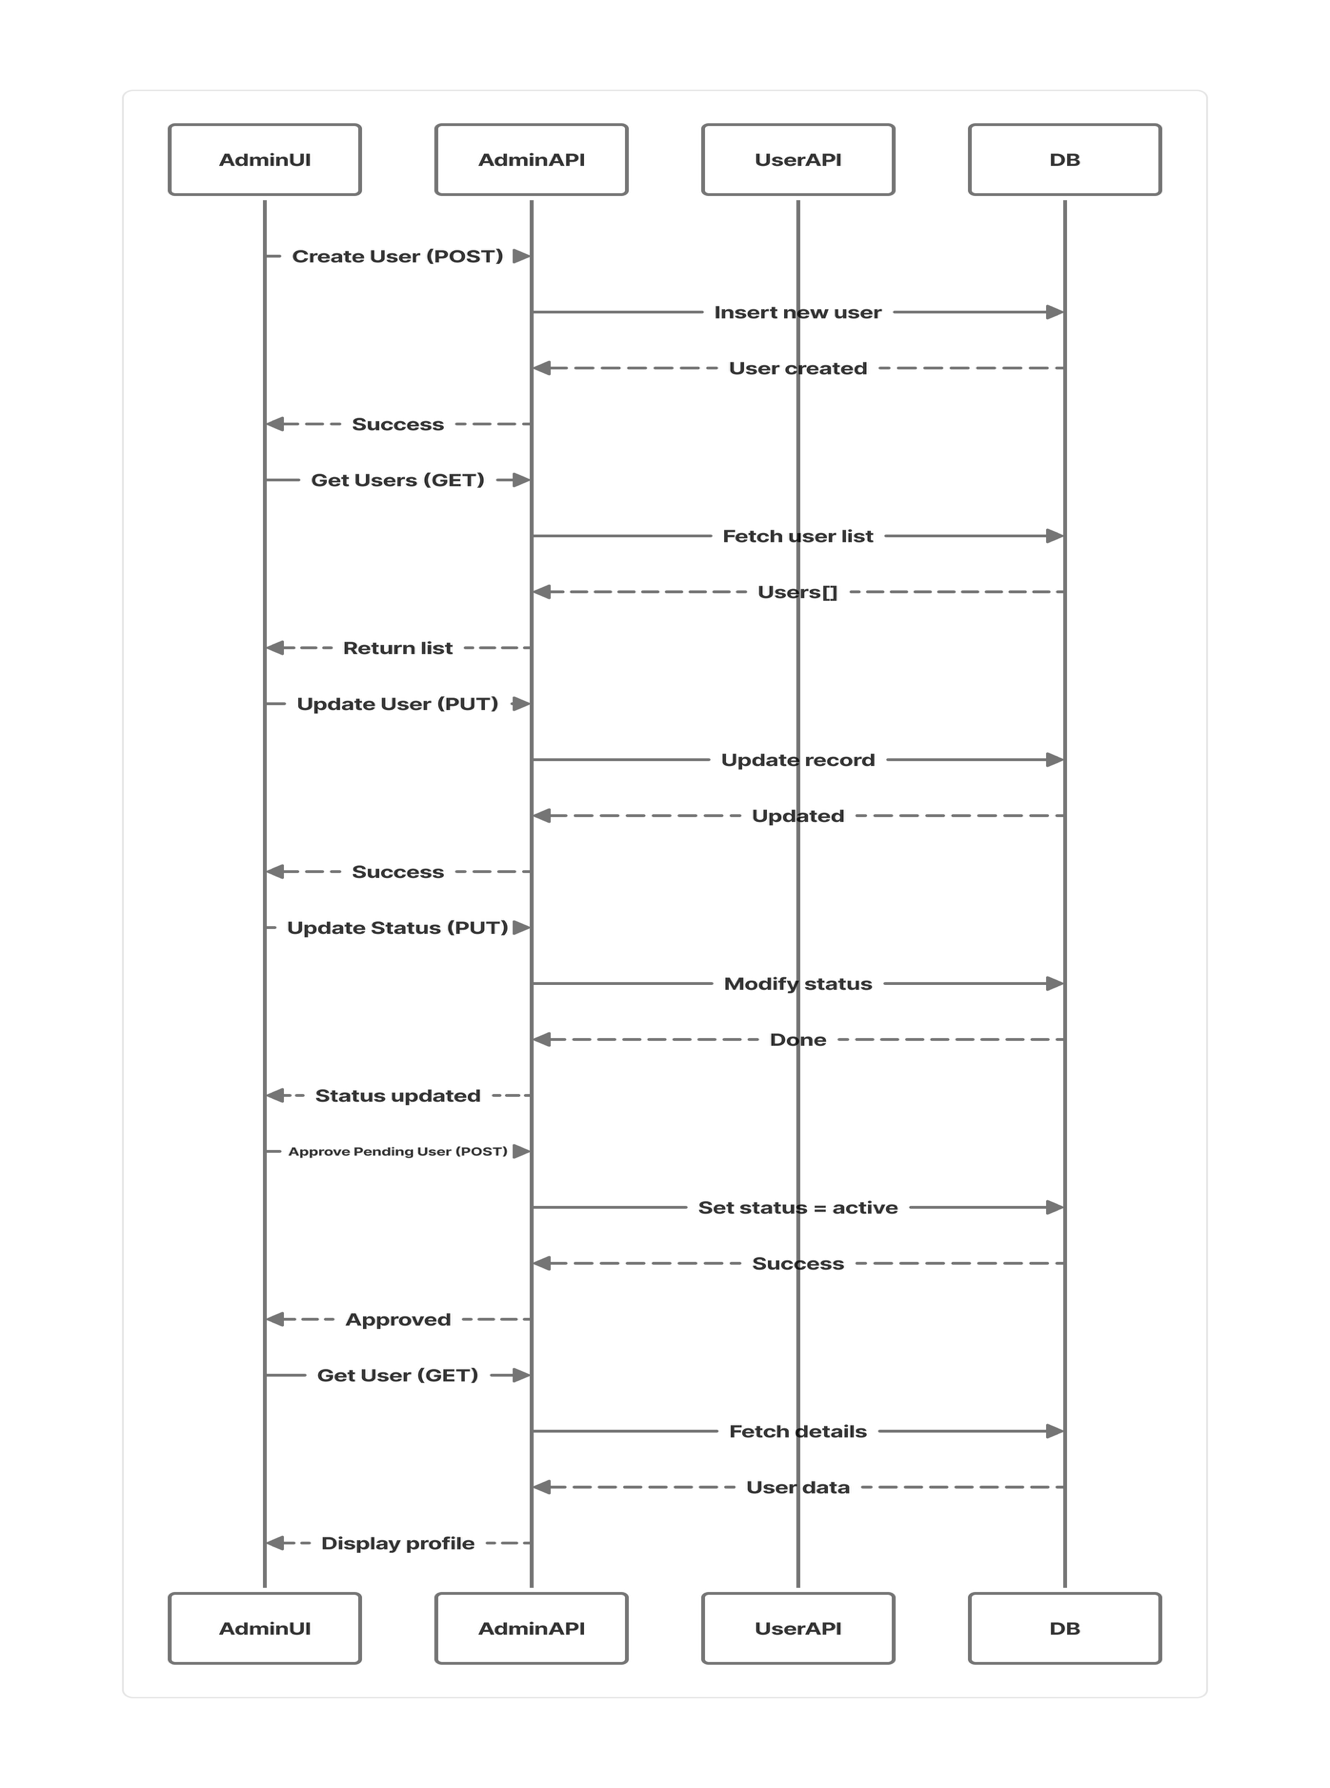 AdminUI
AdminAPI
UserAPI
DB
Create User (POST)
Insert new user
User created
Success
Get Users (GET)
Fetch user list
Users[]
Return list
Update User (PUT)
Update record
Updated
Success
Update Status (PUT)
Modify status
Done
Status updated
Approve Pending User (POST)
Set status = active
Success
Approved
Get User (GET)
Fetch details
User data
Display profile
AdminUI
AdminAPI
UserAPI
DB